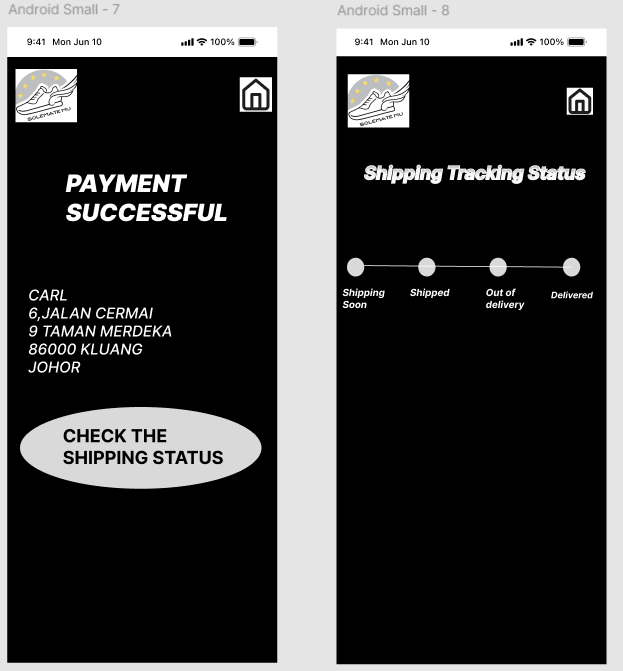 Android Small - 7
9:41 Mon Jun 10
100%
SOLEMATE MU
PAYMENT
SUCCESSFUL
CARL
6,JALAN CERMAI
9 TAMAN MERDEKA
86000 KLUANG
JOHOR
CHECK THE
SHIPPING STATUS
Android Small - 8
9:41 Mon Jun 10
100%
SOLEMATE MU
Shipping Tracking Status
Shipping
Soon
Shipped
Out of
delivery
Delivered